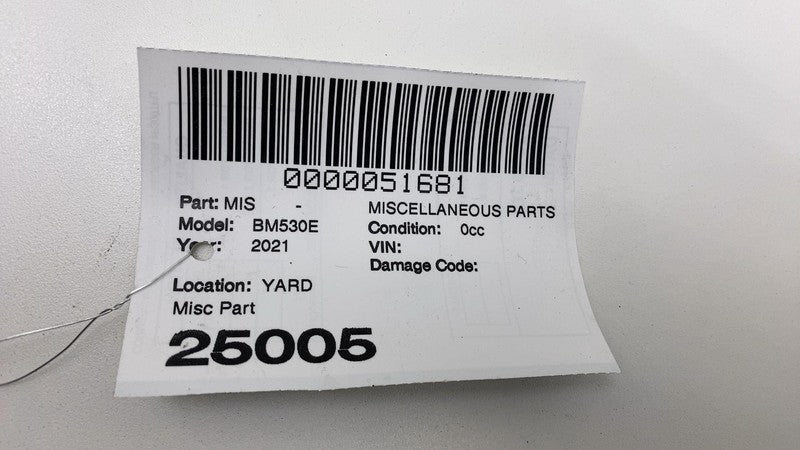 0000051681
Part: MIS - MISCELLANEOUS PARTS
Model: BM530E Condition: 0cc
Year: 2021 VIN:
Damage Code:
Location: YARD
Misc Part
25005